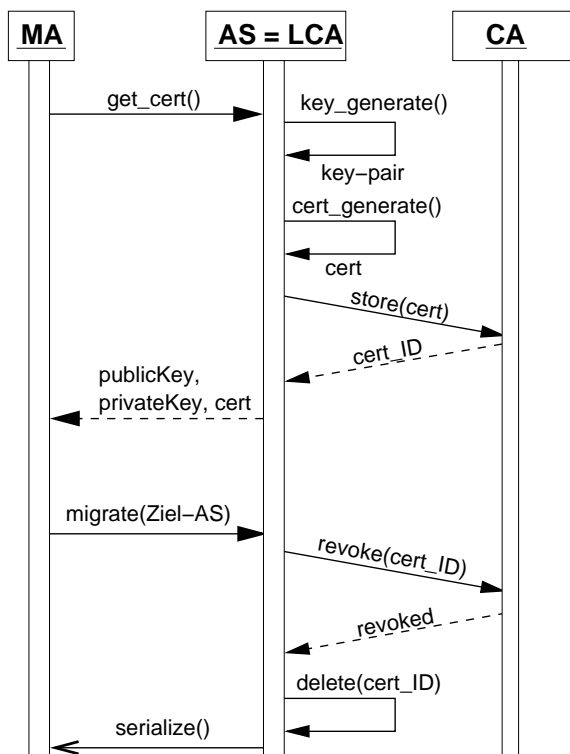 MA
AS = LCA
CA
get_cert()
key_generate()
key−pair
cert_generate()
cert
store(cert)
cert_ID
publicKey,
privateKey, cert
migrate(Ziel−AS)
revoke(cert_ID)
revoked
delete(cert_ID)
serialize()